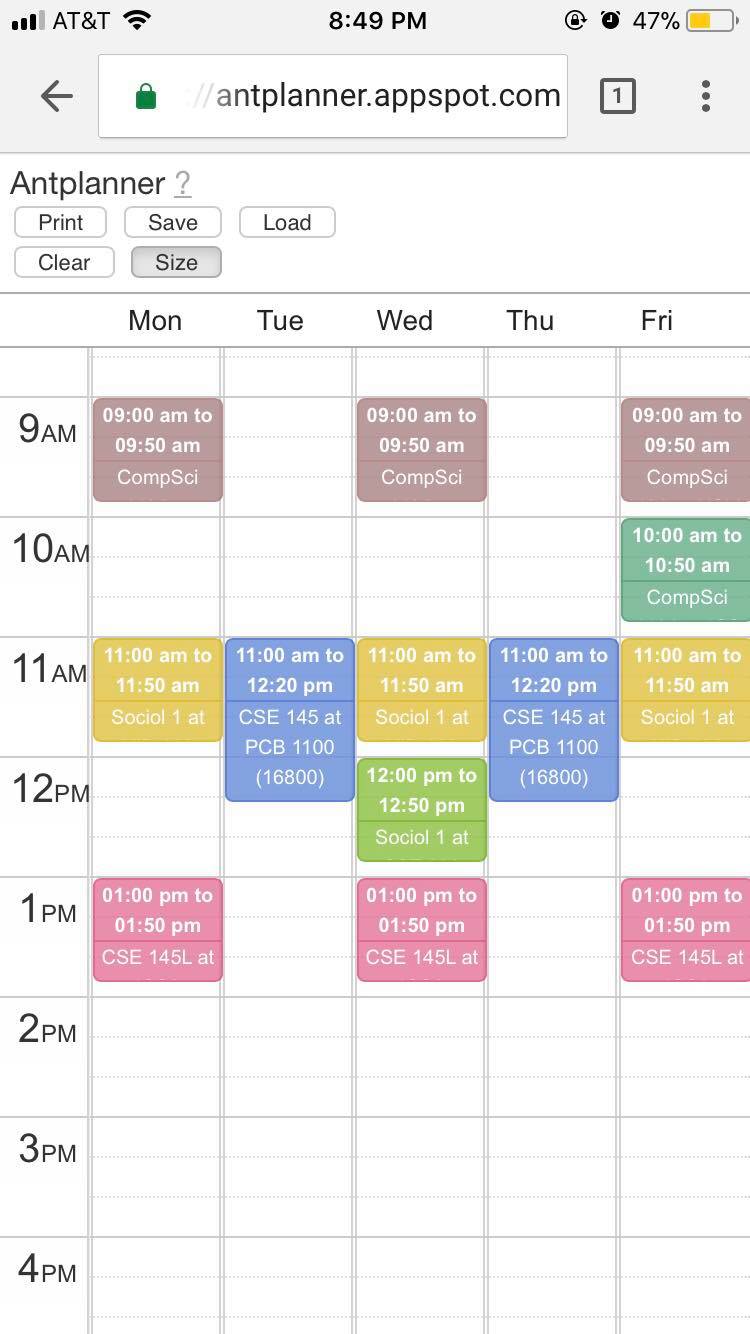 AT&T 8:49 PM 47%
://antplanner.appspot.com 1
Antplanner ?
Print Save Load
Clear Size
Mon Tue Wed Thu Fri
9AM
09:00 am to 09:00 am to 09:00 am to
09:50 am 09:50 am 09:50 am
CompSci CompSci CompSci
10AM
10:00 am to
10:50 am
CompSci
11AM
11:00 am to 11:00 am to 11:00 am to 11:00 am to 11:00 am to
11:50 am 12:20 pm 11:50 am 12:20 pm 11:50 am
Sociol 1 at CSE 145 at Sociol 1 at CSE 145 at Sociol 1 at
PCB 1100 PCB 1100
(16800) (16800)
12PM
12:00 pm to
12:50 pm
Sociol 1 at
1PM
01:00 pm to 01:00 pm to 01:00 pm to
01:50 pm 01:50 pm 01:50 pm
CSE 145L at CSE 145L at CSE 145L at
2PM
3PM
4PM